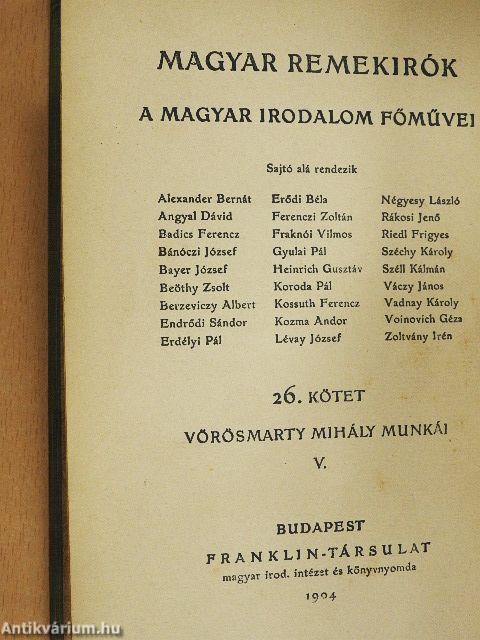 MAGYAR REMEKIRÓK
A MAGYAR IRODALOM FŐMŰVEI
Sajtó alá rendezik
Alexander Bernát
Angyal Dávid
Badics Ferencz
Bánóczi József
Bayer József
Beöthy Zsolt
Berzeviczy Albert
Endrődi Sándor
Erdélyi Pál
Erődi Béla
Ferenczi Zoltán
Fraknói Vilmos
Gyulai Pál
Heinrich Gusztáv
Koroda Pál
Kossuth Ferencz
Kozma Andor
Lévay József
Négyesy László
Rákosi Jenő
Riedl Frigyes
Széchy Károly
Széll Kálmán
Váczy János
Vadnay Károly
Voinovich Géza
Zoltvány Irén
26. KÖTET
VÖRÖSMARTY MIHÁLY MUNKÁI
V.
BUDAPEST
FRANKLIN-TÁRSULAT
magyar irod. intézet és könyvnyomda
1904
Antikvárium.hu